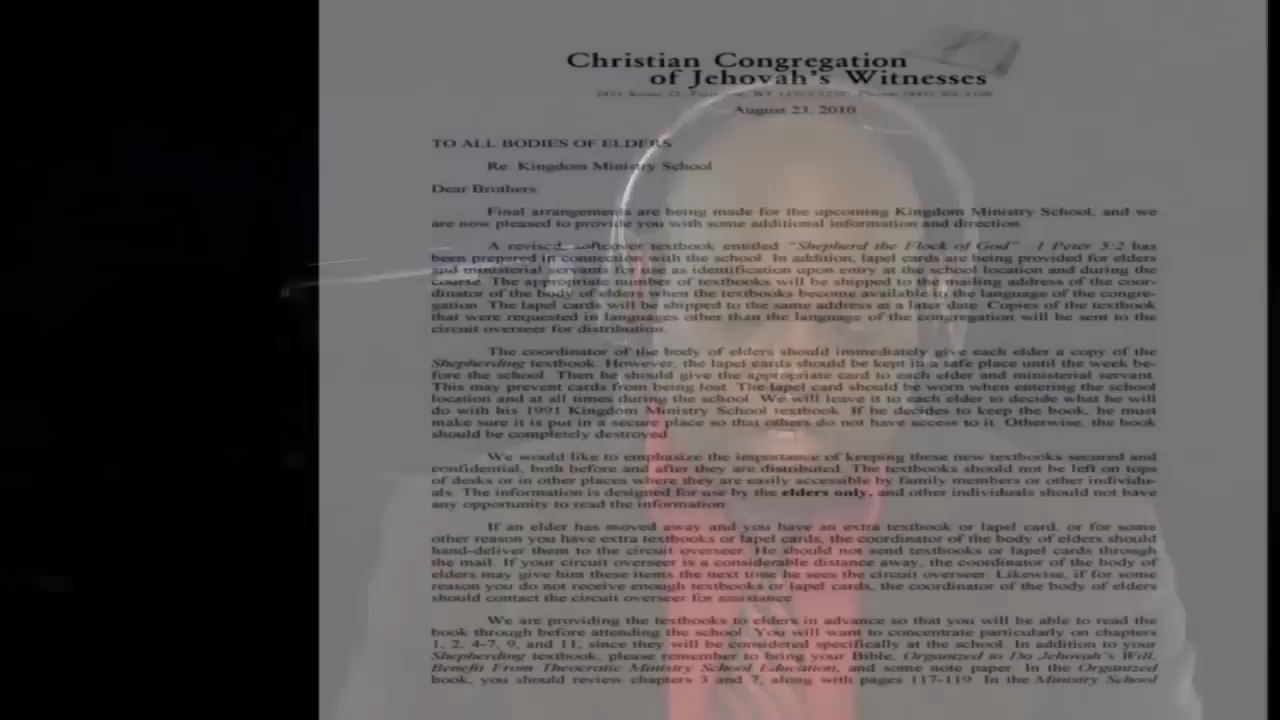 Christian Congregation
of Jehovah's Witnesses
August 23, 2010
TO ALL BODIES OF ELDERS
Re: Kingdom Ministry School
Dear Brothers
Final arrangements are being made for the upcoming Kingdom Ministry School, and we
are now pleased to provide you with some additional information and direction.
A revised, softcover textbook entitled "Shepherd the Flock of God"—1 Peter 5:2 has
been prepared in connection with the school. In addition, lapel cards are being provided for elders
and ministerial servants for use as identification upon entry at the school location and during the
course. The appropriate number of textbooks will be shipped to the mailing address of the coor-
dinator of the body of elders when the textbooks become available in the language of the congre-
gation. The lapel cards will be shipped to the same address at a later date. Copies of the textbook
that were requested in languages other than the language of the congregation will be sent to the
circuit overseer for distribution.
The coordinator of the body of elders should immediately give each elder a copy of the
Shepherding textbook. However, the lapel cards should be kept in a safe place until the week be-
fore the school. Then he should give the appropriate card to each elder and ministerial servant.
This may prevent cards from being lost. The lapel card should be worn when entering the school
location and at all times during the school. We will leave it to each elder to decide what he will
do with his 1991 Kingdom Ministry School textbook. If he decides to keep the book, he must
make sure it is put in a secure place so that others do not have access to it. Otherwise, the book
should be completely destroyed.
We would like to emphasize the importance of keeping these new textbooks secured and
confidential, both before and after they are distributed. The textbooks should not be left on tops
of desks or in other places where they are easily accessible by family members or other individu-
als. The information is designed for use by the elders only, and other individuals should not have
any opportunity to read the information.
If an elder has moved away and you have an extra textbook or lapel card, or for some
other reason you have extra textbooks or lapel cards, the coordinator of the body of elders should
hand-deliver them to the circuit overseer. He should not send textbooks or lapel cards through
the mail. If your circuit overseer is a considerable distance away, the coordinator of the body of
elders may give him these items the next time he sees the circuit overseer. Likewise, if for some
reason you do not receive enough textbooks or lapel cards, the coordinator of the body of elders
should contact the circuit overseer for assistance.
We are providing the textbooks to elders in advance so that you will be able to read the
book through before attending the school. You will want to concentrate particularly on chapters
1, 2, 4-7, 9, and 11, since they will be considered specifically at the school. In addition to your
Shepherding textbook, please remember to bring your Bible, Organized to Do Jehovah's Will,
Benefit From Theocratic Ministry School Education, and some note paper. In the Organized
book, you should review chapters 3 and 7, along with pages 117-119. In the Ministry School